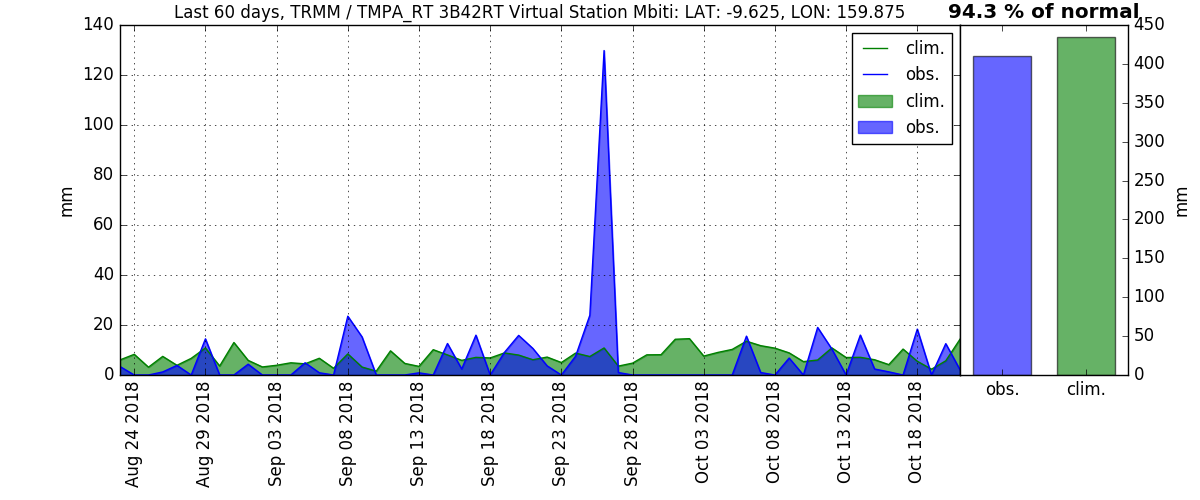 Last 60 days, TRMM / TMPA_RT 3B42RT Virtual Station Mbiti: LAT: -9.625, LON: 159.875
94.3 % of normal
140
120
100
80
60
40
20
0
mm
clim.
obs.
clim.
obs.
450
400
350
300
250
200
150
100
50
0
mm
obs.
clim.
Aug 24 2018
Aug 29 2018
Sep 03 2018
Sep 08 2018
Sep 13 2018
Sep 18 2018
Sep 23 2018
Sep 28 2018
Oct 03 2018
Oct 08 2018
Oct 13 2018
Oct 18 2018